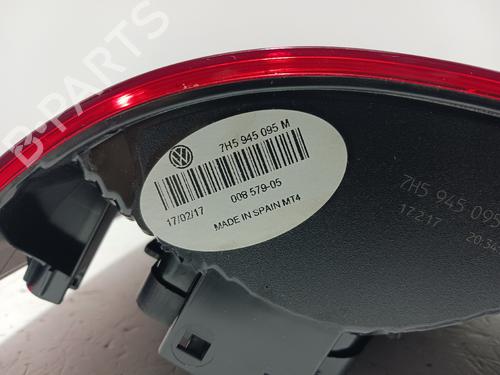 B-PARTS
7H5 945 095 M
008 579-05
17/02/17
MADE IN SPAIN MT4
7H5 945 095
17.2.17
20:34